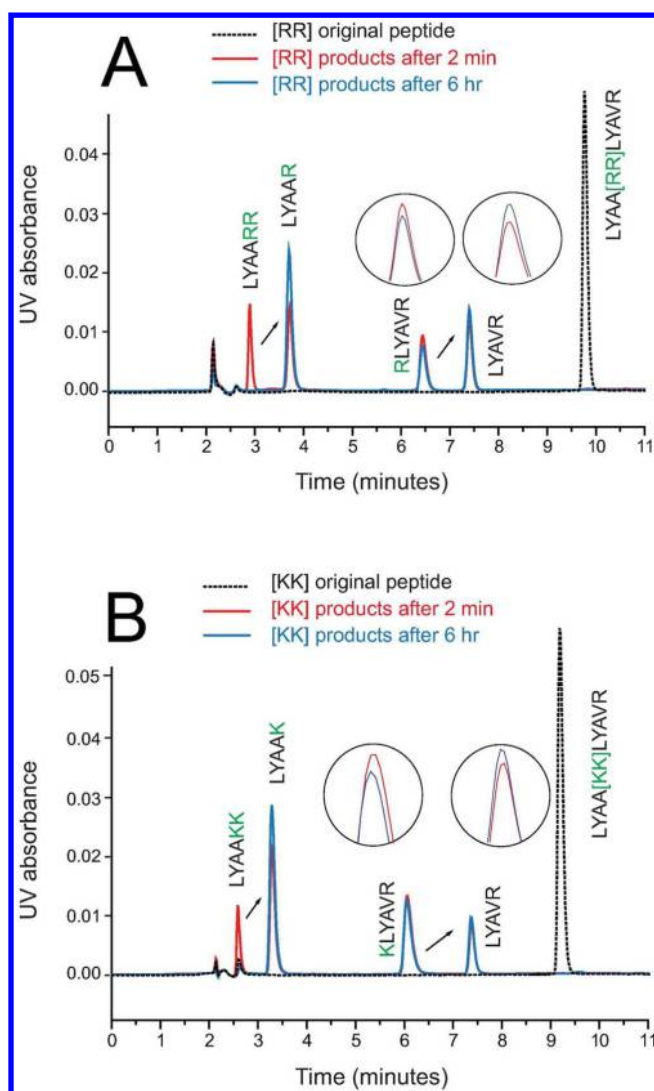 A
[RR] original peptide
[RR] products after 2 min
[RR] products after 6 hr
UV absorbance
0.04
0.03
0.02
0.01
0.00
LYAARR
LYAAR
RLYAVR
LYAVR
LYAA[RR]LYAVR
0 1 2 3 4 5 6 7 8 9 10 11
Time (minutes)
B
[KK] original peptide
[KK] products after 2 min
[KK] products after 6 hr
UV absorbance
0.05
0.04
0.03
0.02
0.01
0.00
LYAAKK
LYAAK
KLYAVR
LYAVR
LYAA[KK]LYAVR
0 1 2 3 4 5 6 7 8 9 10 11
Time (minutes)